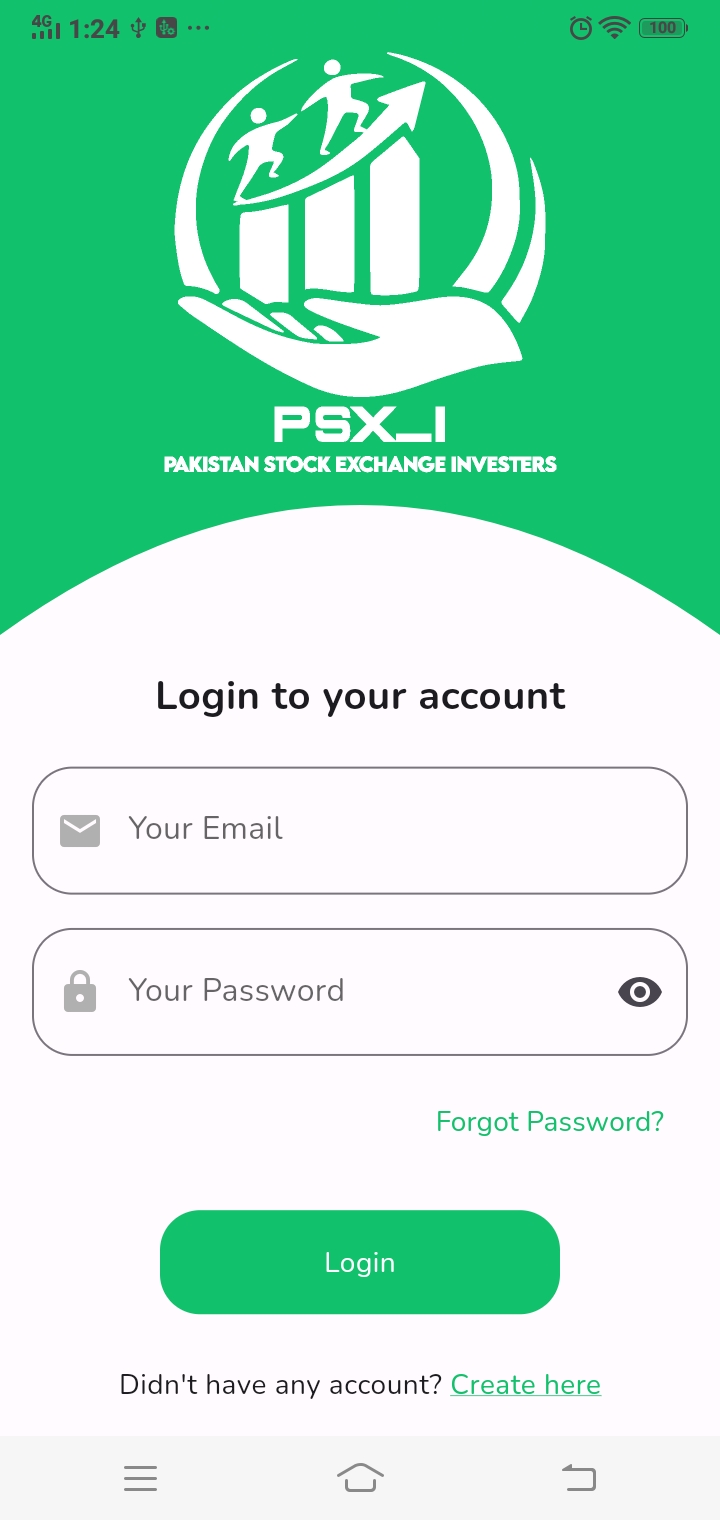 4G 1:24 100
PSX_I
PAKISTAN STOCK EXCHANGE INVESTERS
Login to your account
Your Email
Your Password
Forgot Password?
Login
Didn't have any account? Create here